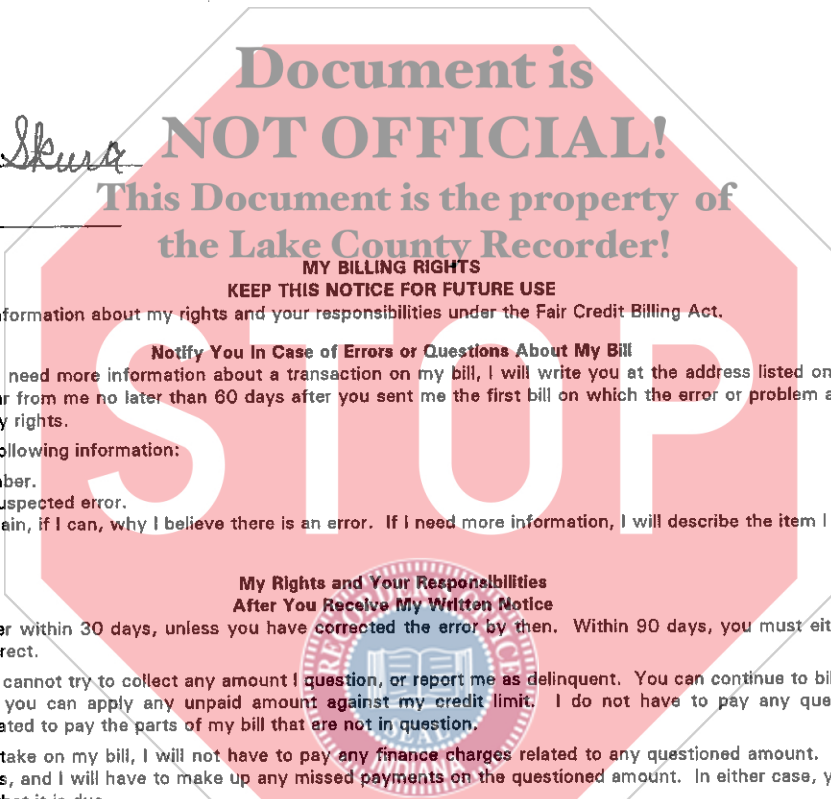 Document is
NOT OFFICIAL!
Skura
This Document is the property of
the Lake County Recorder!
MY BILLING RIGHTS
KEEP THIS NOTICE FOR FUTURE USE
formation about my rights and your responsibilities under the Fair Credit Billing Act.
Notify You In Case of Errors or Questions About My Bill
need more information about a transaction on my bill, I will write you at the address listed on
r from me no later than 60 days after you sent me the first bill on which the error or problem a
y rights.
ollowing information:
ber.
uspected error.
ain, if I can, why I believe there is an error. If I need more information, I will describe the item I
STOP
My Rights and Your Responsibilities
After You Receive My Written Notice
er within 30 days, unless you have corrected the error by then. Within 90 days, you must eit
rect.
cannot try to collect any amount I question, or report me as delinquent. You can continue to bil
you can apply any unpaid amount against my credit limit. I do not have to pay any que
ated to pay the parts of my bill that are not in question.
take on my bill, I will not have to pay any finance charges related to any questioned amount.
s, and I will have to make up any missed payments on the questioned amount. In either case, y
hat it is due.
RECORDER'S OFFICE
SEAL
INDIANA